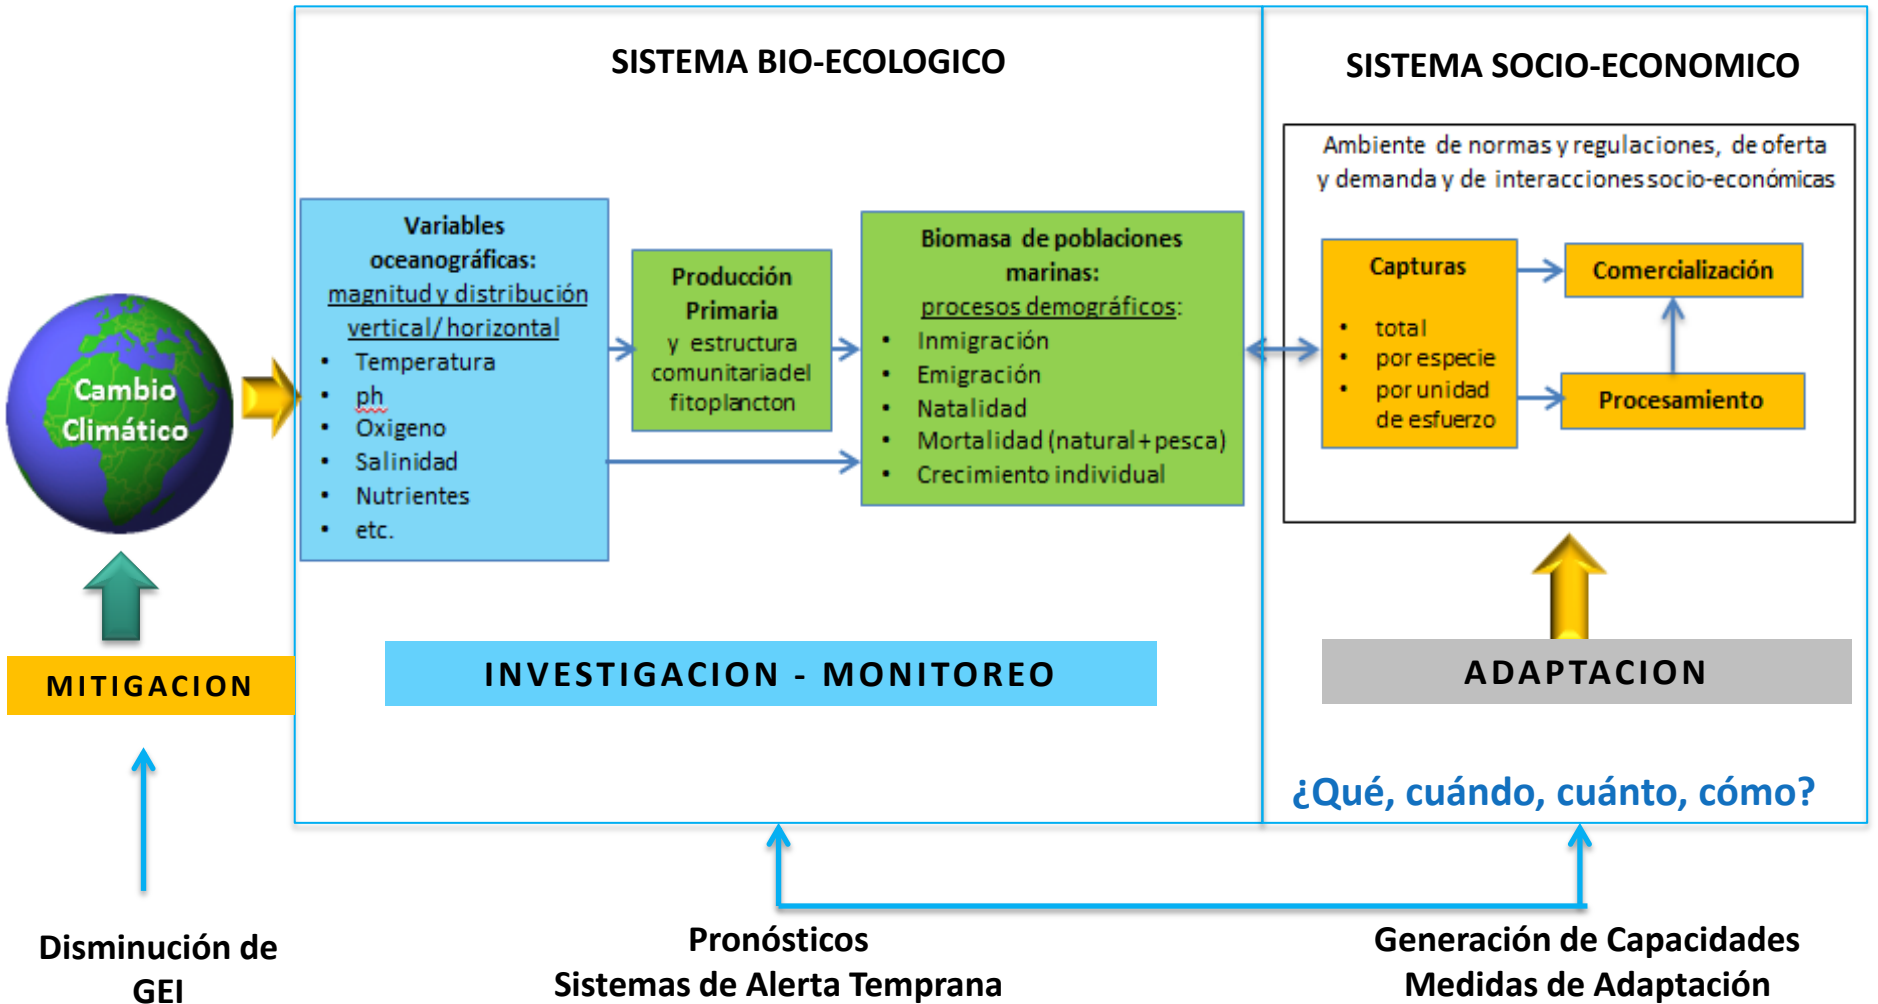 SISTEMA BIO-ECOLOGICO
SISTEMA SOCIO-ECONOMICO
Cambio
Climático
Variables
oceanográficas:
magnitud y distribución
vertical/horizontal
• Temperatura
• ph
• Oxigeno
• Salinidad
• Nutrientes
• etc.
Producción
Primaria
y estructura
comunitaria del
fitoplancton
Biomasa de poblaciones
marinas:
procesos demográficos:
• Inmigración
• Emigración
• Natalidad
• Mortalidad (natural+pesca)
• Crecimiento individual
Ambiente de normas y regulaciones, de oferta
y demanda y de interacciones socio-económicas
Capturas
• total
• por especie
• por unidad
de esfuerzo
Comercialización
Procesamiento
MITIGACION
INVESTIGACION - MONITOREO
ADAPTACION
¿Qué, cuándo, cuánto, cómo?
Disminución de
GEI
Pronósticos
Sistemas de Alerta Temprana
Generación de Capacidades
Medidas de Adaptación